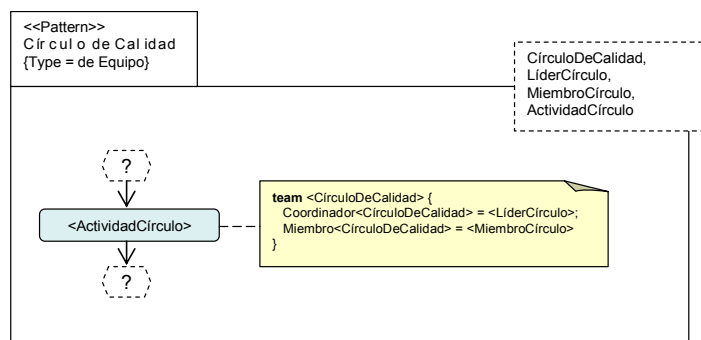 <<Pattern>>
Círculo de Calidad
{Type = de Equipo}
CírculoDeCalidad,
LíderCírculo,
MiembroCírculo,
ActividadCírculo
?
<ActividadCírculo>
?
team <CírculoDeCalidad> {
Coordinador<CírculoDeCalidad> = <LíderCírculo>;
Miembro<CírculoDeCalidad> = <MiembroCírculo>
}